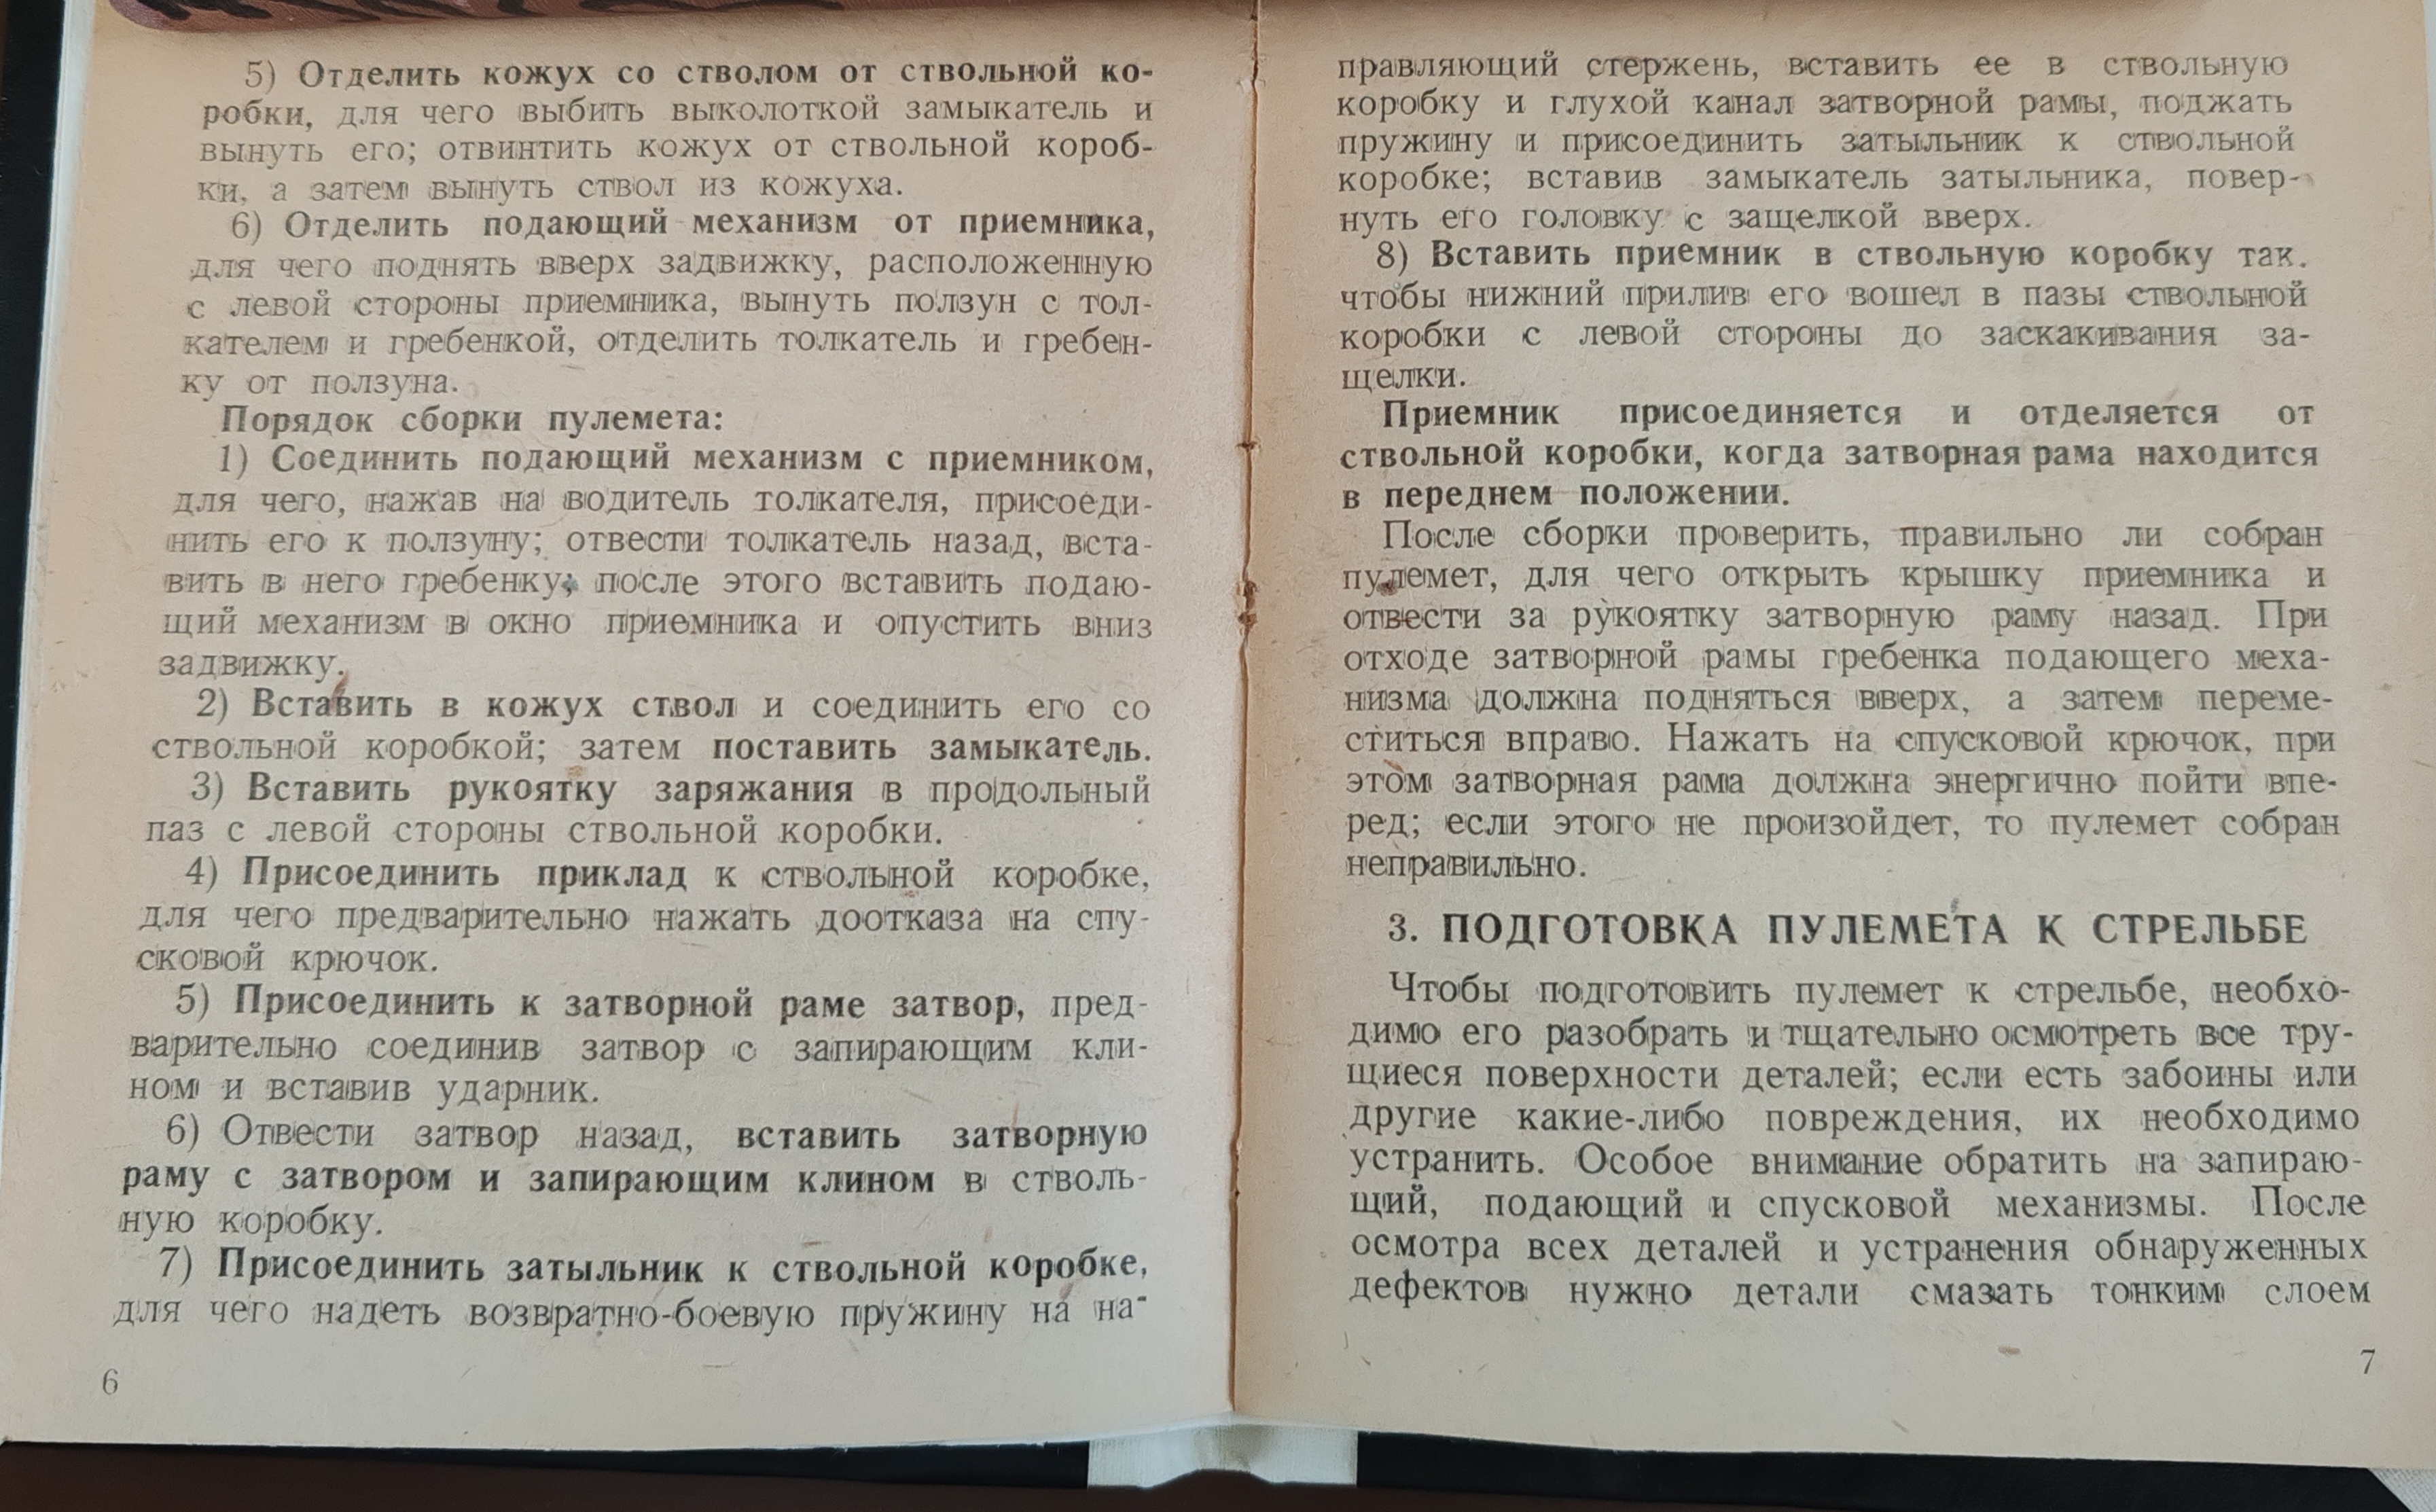 5) Отделить кожух со стволом от ствольной ко-
робки, для чего выбить выколоткой замыкатель и
вынуть его; отвинтить кожух от ствольной короб-
ки, а затем вынуть ствол из кожуха.
6) Отделить подающий механизм от приемника,
для чего поднять вверх задвижку, расположенную
с левой стороны приемника, вынуть ползун с тол-
кателем и гребенкой, отделить толкатель и гребен-
ку от ползуна.
Порядок сборки пулемета:
1) Соединить подающий механизм с приемником,
для чего, нажав на водитель толкателя, присоеди-
нить его к ползуну; отвести толкатель назад, вста-
вить в него гребенку; после этого вставить подаю-
щий механизм в окно приемника и опустить вниз
задвижку.
2) Вставить в кожух ствол и соединить его со
ствольной коробкой; затем поставить замыкатель.
3) Вставить рукоятку заряжания в продольный
паз с левой стороны ствольной коробки.
4) Присоединить приклад к ствольной коробке,
для чего предварительно нажать доотказа на спу-
сковой крючок.
5) Присоединить к затворной раме затвор, пред-
варительно соединив затвор с запирающим кли-
ном и вставив ударник.
6) Отвести затвор назад, вставить затворную
раму с затвором и запирающим клином в стволь-
ную коробку.
7) Присоединить затыльник к ствольной коробке,
для чего надеть возвратно-боевую пружину на на-
6
правляющий стержень, вставить ее в ствольную
коробку и глухой канал затворной рамы, поджать
пружину и присоединить затыльник к ствольной
коробке; вставив замыкатель затыльника, повер-
нуть его головку с защелкой вверх.
8) Вставить приемник в ствольную коробку так.
чтобы нижний прилив его вошел в пазы ствольной
коробки с левой стороны до заскакивания за-
щелки.
Приемник присоединяется и отделяется от
ствольной коробки, когда затворная рама находится
в переднем положении.
После сборки проверить, правильно ли собран
пулемет, для чего открыть крышку приемника и
отвести за рукоятку затворную раму назад. При
отходе затворной рамы гребенка подающего меха-
низма должна подняться вверх, а затем переме-
ститься вправо. Нажать на спусковой крючок, при
этом затворная рама должна энергично пойти впе-
ред; если этого не произойдет, то пулемет собран
неправильно.
3. ПОДГОТОВКА ПУЛЕМЕТА К СТРЕЛЬБЕ
Чтобы подготовить пулемет к стрельбе, необхо-
димо его разобрать и тщательно осмотреть все тру-
щиеся поверхности деталей; если есть забоины или
другие какие-либо повреждения, их необходимо
устранить. Особое внимание обратить на запираю-
щий, подающий и спусковой механизмы. После
осмотра всех деталей и устранения обнаруженных
дефектов нужно детали смазать тонким слоем
7